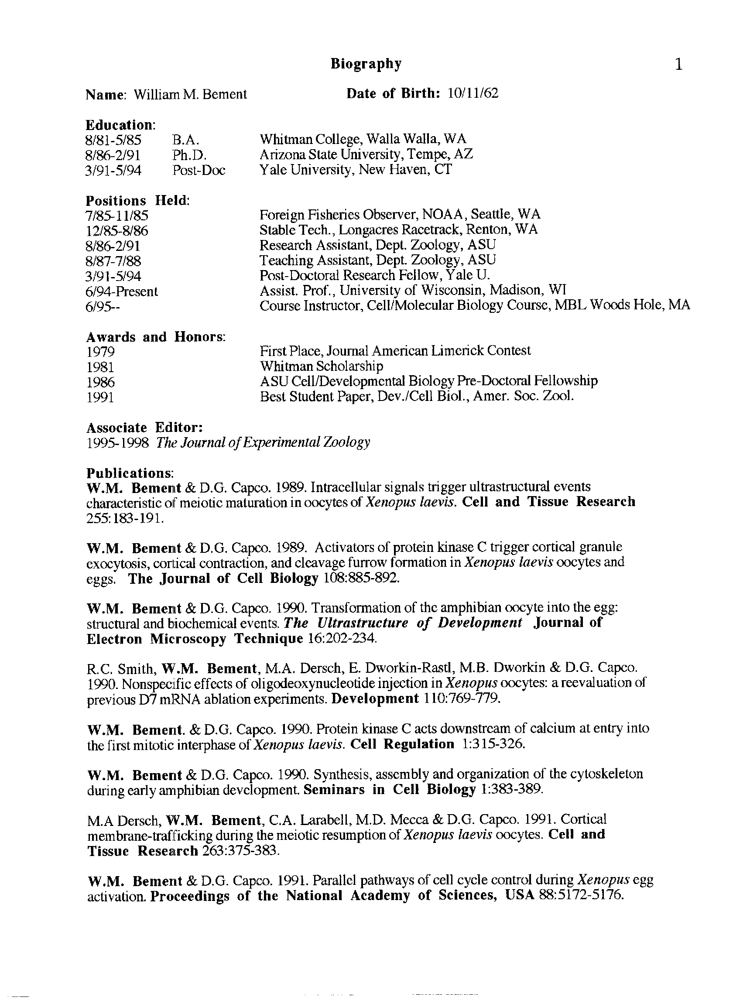 Biography 1
Name: William M. Bement Date of Birth: 10/11/62
Education:
8/81-5/85 B.A. Whitman College, Walla Walla, WA
8/86-2/91 Ph.D. Arizona State University, Tempe, AZ
3/91-5/94 Post-Doc Yale University, New Haven, CT
Positions Held:
7/85-11/85 Foreign Fisheries Observer, NOAA, Seattle, WA
12/85-8/86 Stable Tech., Longacres Racetrack, Renton, WA
8/86-2/91 Research Assistant, Dept. Zoology, ASU
8/87-7/88 Teaching Assistant, Dept. Zoology, ASU
3/91-5/94 Post-Doctoral Research Fellow, Yale U.
6/94-Present Assist. Prof., University of Wisconsin, Madison, WI
6/95-- Course Instructor, Cell/Molecular Biology Course, MBL Woods Hole, MA
Awards and Honors:
1979 First Place, Journal American Limerick Contest
1981 Whitman Scholarship
1986 ASU Cell/Developmental Biology Pre-Doctoral Fellowship
1991 Best Student Paper, Dev./Cell Biol., Amer. Soc. Zool.
Associate Editor:
1995-1998 The Journal of Experimental Zoology
Publications:
W.M. Bement & D.G. Capco. 1989. Intracellular signals trigger ultrastructural events
characteristic of meiotic maturation in oocytes of Xenopus laevis. Cell and Tissue Research
255:183-191.
W.M. Bement & D.G. Capco. 1989. Activators of protein kinase C trigger cortical granule
exocytosis, cortical contraction, and cleavage furrow formation in Xenopus laevis oocytes and
eggs. The Journal of Cell Biology 108:885-892.
W.M. Bement & D.G. Capco. 1990. Transformation of the amphibian oocyte into the egg:
structural and biochemical events. The Ultrastructure of Development Journal of
Electron Microscopy Technique 16:202-234.
R.C. Smith, W.M. Bement, M.A. Dersch, E. Dworkin-Rastl, M.B. Dworkin & D.G. Capco.
1990. Nonspecific effects of oligodeoxynucleotide injection in Xenopus oocytes: a reevaluation of
previous D7 mRNA ablation experiments. Development 110:769-779.
W.M. Bement. & D.G. Capco. 1990. Protein kinase C acts downstream of calcium at entry into
the first mitotic interphase of Xenopus laevis. Cell Regulation 1:315-326.
W.M. Bement & D.G. Capco. 1990. Synthesis, assembly and organization of the cytoskeleton
during early amphibian development. Seminars in Cell Biology 1:383-389.
M.A Dersch, W.M. Bement, C.A. Larabell, M.D. Mecca & D.G. Capco. 1991. Cortical
membrane-trafficking during the meiotic resumption of Xenopus laevis oocytes. Cell and
Tissue Research 263:375-383.
W.M. Bement & D.G. Capco. 1991. Parallel pathways of cell cycle control during Xenopus egg
activation. Proceedings of the National Academy of Sciences, USA 88:5172-5176.